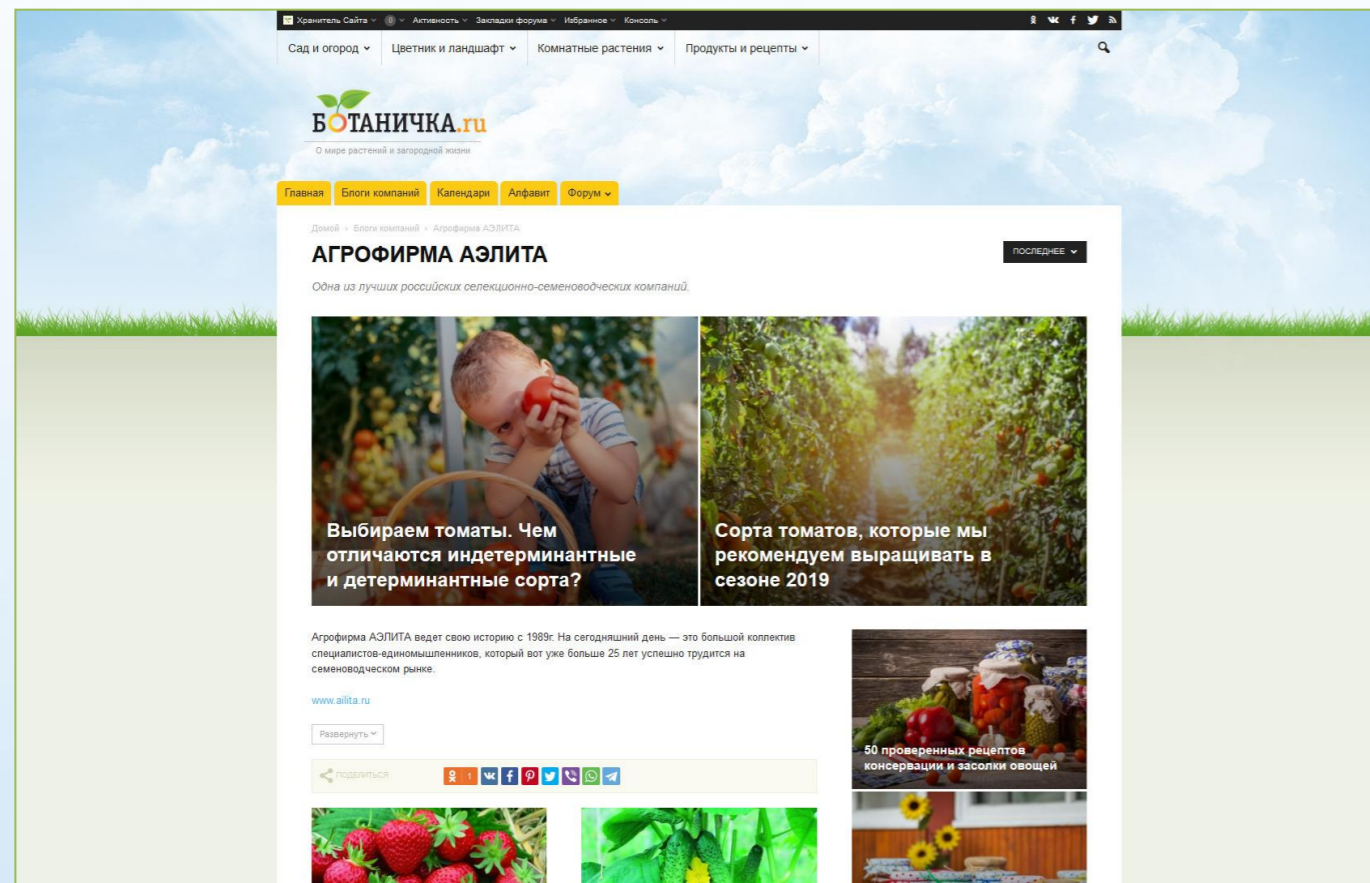 Хранитель Сайта 0 Активность Закладки форума Избранное Консоль
Сад и огород Цветник и ландшафт Комнатные растения Продукты и рецепты
БОТАНИЧКА.ru
О мире растений и загородной жизни
Главная Блоги компаний Календари Алфавит Форум
Домой › Блоги компаний › Агрофирма АЭЛИТА
АГРОФИРМА АЭЛИТА
ПОСЛЕДНЕЕ
Одна из лучших российских селекционно-семеноводческих компаний.
Выбираем томаты. Чем
отличаются индетерминантные
и детерминантные сорта?
Сорта томатов, которые мы
рекомендуем выращивать в
сезоне 2019
Агрофирма АЭЛИТА ведет свою историю с 1989г. На сегодняшний день — это большой коллектив
специалистов-единомышленников, который вот уже больше 25 лет успешно трудится на
семеноводческом рынке.
www.ailita.ru
Развернуть
ПОДЕЛИТЬСЯ
1
50 проверенных рецептов
консервации и засолки овощей